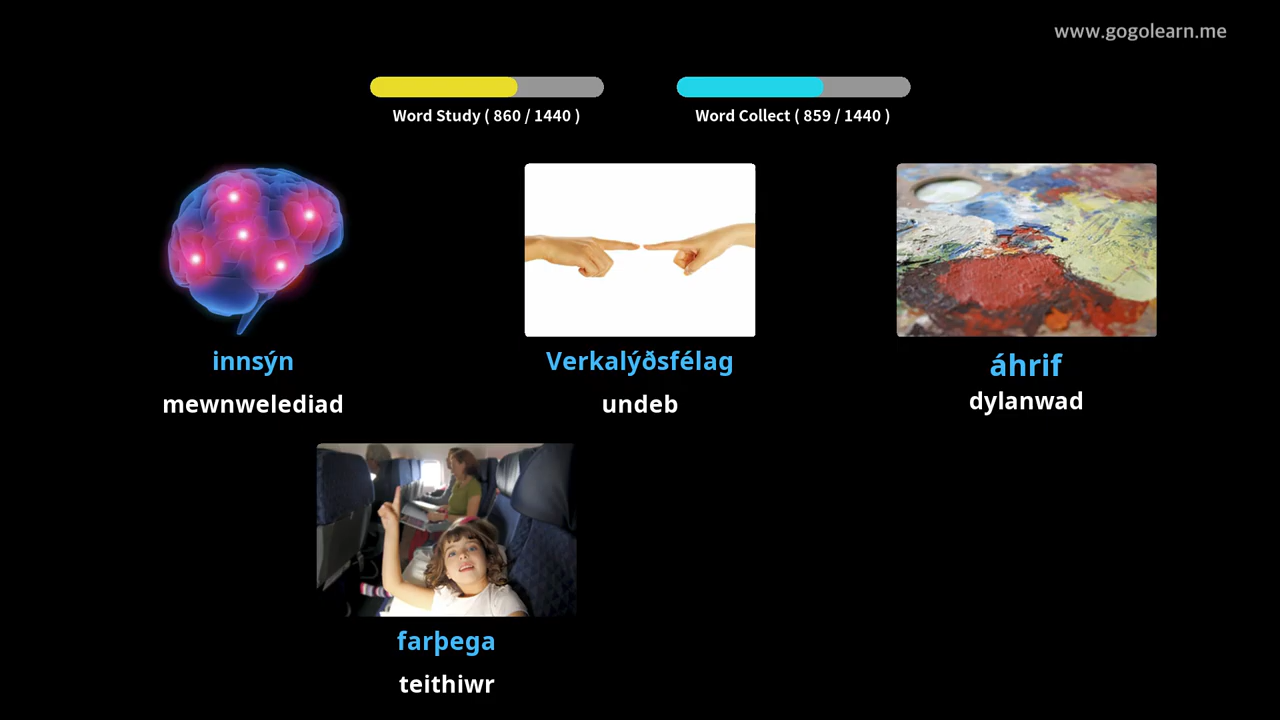 www.gogolearn.me
Word Study ( 860 / 1440 )
Word Collect ( 859 / 1440 )
innsýn
mewnwelediad
Verkalýðsfélag
undeb
áhrif
dylanwad
farþega
teithiwr